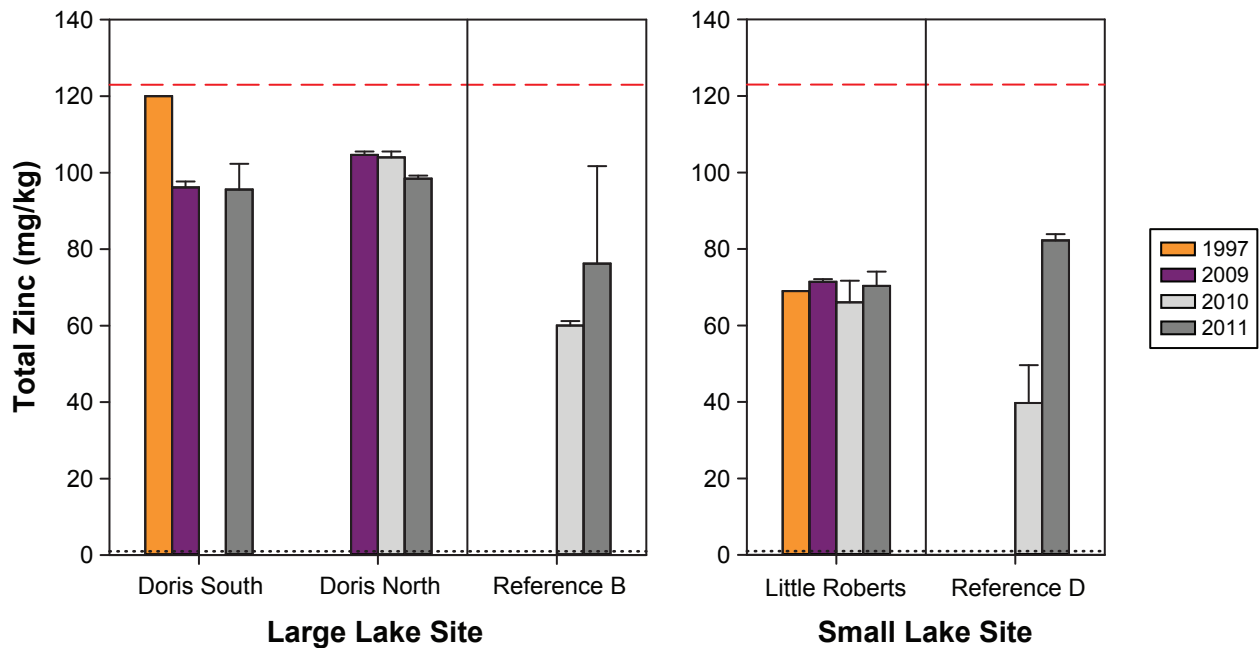 Total Zinc (mg/kg)
140
120
100
80
60
40
20
0
Doris South
Doris North
Reference B
Large Lake Site
140
120
100
80
60
40
20
0
Little Roberts
Reference D
Small Lake Site
1997
2009
2010
2011